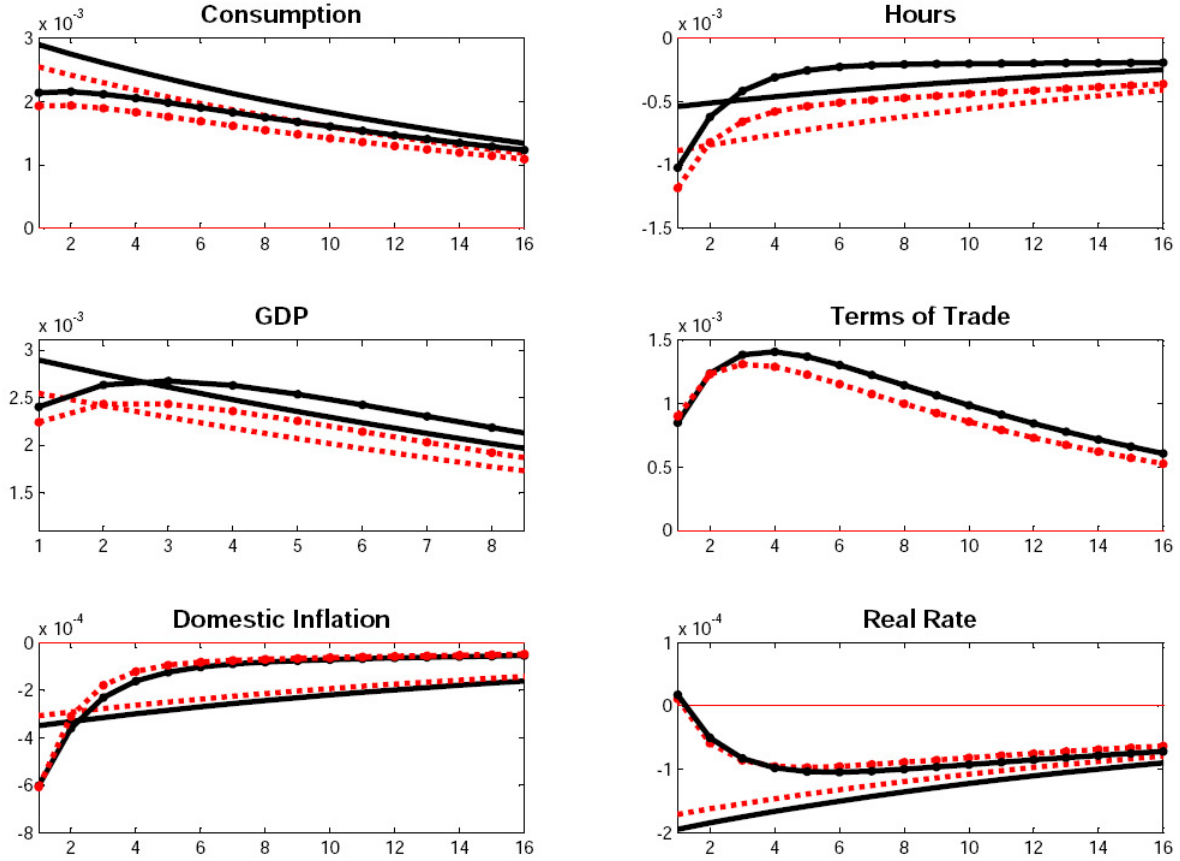 Consumption
x 10^-3
3
2
1
0
2 4 6 8 10 12 14 16
Hours
x 10^-3
0
-0.5
-1
-1.5
2 4 6 8 10 12 14 16
GDP
x 10^-3
3
2.5
2
1.5
1 2 3 4 5 6 7 8
Terms of Trade
x 10^-3
1.5
1
0.5
0
2 4 6 8 10 12 14 16
Domestic Inflation
x 10^-4
0
-2
-4
-6
-8
2 4 6 8 10 12 14 16
Real Rate
x 10^-4
1
0
-1
-2
2 4 6 8 10 12 14 16